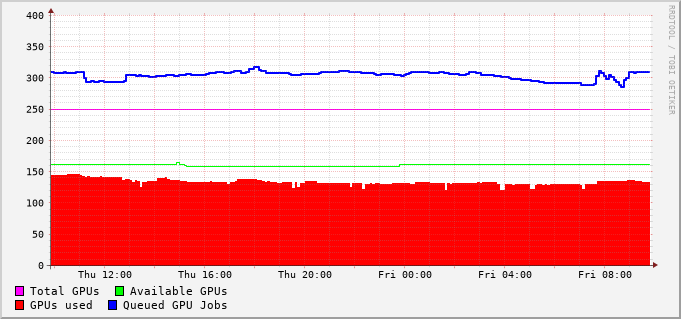 400
350
300
250
200
150
100
50
0
Thu 12:00 Thu 16:00 Thu 20:00 Fri 00:00 Fri 04:00 Fri 08:00
Total GPUs Available GPUs
GPUs used Queued GPU Jobs
RRDTOOL / TOBI OETIKER